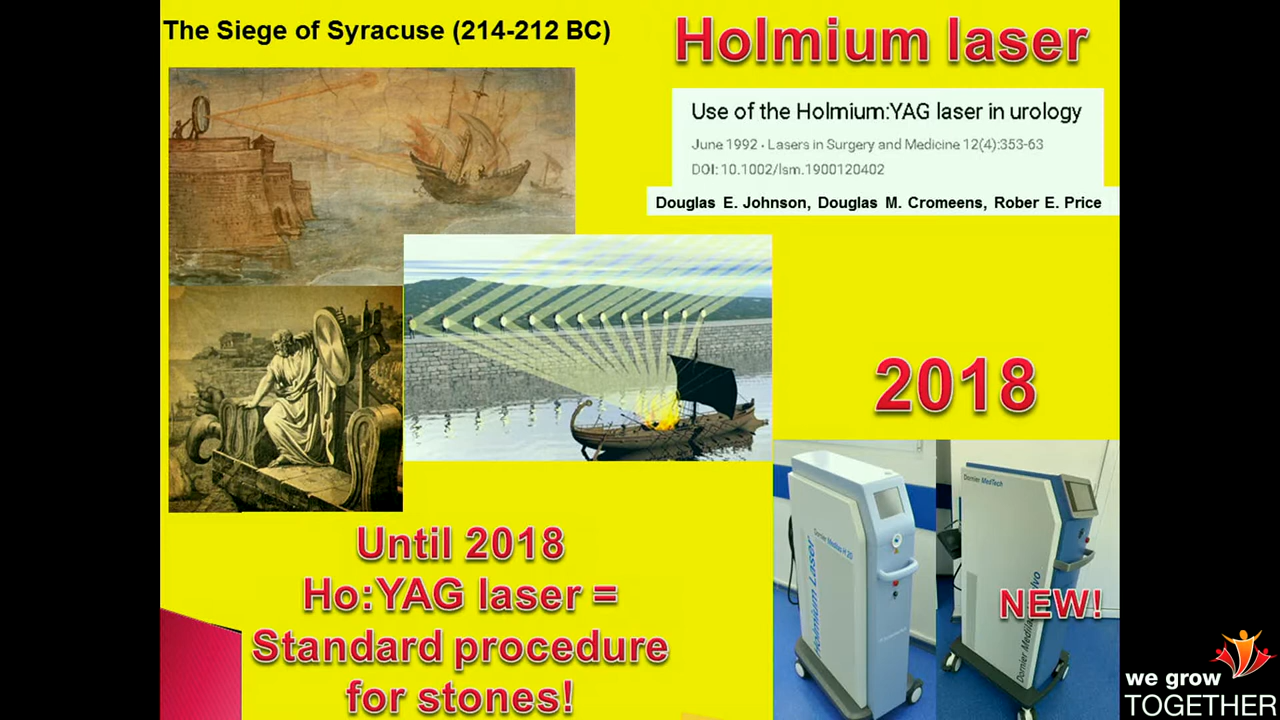 The Siege of Syracuse (214-212 BC)
Holmium laser
Use of the Holmium:YAG laser in urology
June 1992 · Lasers in Surgery and Medicine 12(4):353-63
DOI: 10.1002/lsm.1900120402
Douglas E. Johnson, Douglas M. Cromeens, Rober E. Price
2018
Until 2018
Ho:YAG laser =
Standard procedure
for stones!
Holmium Laser
Dornier Medilas H 20
Dornier MedTech
NEW!
we grow
TOGETHER